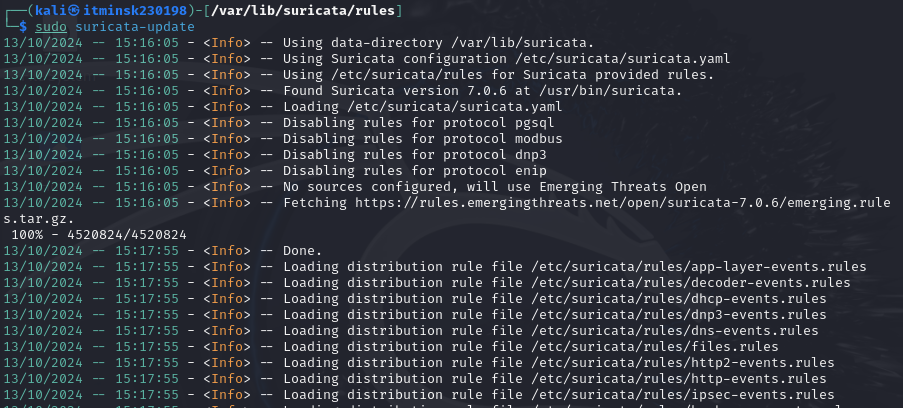 ┌──(kali㉿itminsk230198)-[/var/lib/suricata/rules]
└─$ sudo suricata-update
13/10/2024 -- 15:16:05 - <Info> -- Using data-directory /var/lib/suricata.
13/10/2024 -- 15:16:05 - <Info> -- Using Suricata configuration /etc/suricata/suricata.yaml
13/10/2024 -- 15:16:05 - <Info> -- Using /etc/suricata/rules for Suricata provided rules.
13/10/2024 -- 15:16:05 - <Info> -- Found Suricata version 7.0.6 at /usr/bin/suricata.
13/10/2024 -- 15:16:05 - <Info> -- Loading /etc/suricata/suricata.yaml
13/10/2024 -- 15:16:05 - <Info> -- Disabling rules for protocol pgsql
13/10/2024 -- 15:16:05 - <Info> -- Disabling rules for protocol modbus
13/10/2024 -- 15:16:05 - <Info> -- Disabling rules for protocol dnp3
13/10/2024 -- 15:16:05 - <Info> -- Disabling rules for protocol enip
13/10/2024 -- 15:16:05 - <Info> -- No sources configured, will use Emerging Threats Open
13/10/2024 -- 15:16:05 - <Info> -- Fetching https://rules.emergingthreats.net/open/suricata-7.0.6/emerging.rule
s.tar.gz.
100% - 4520824/4520824
13/10/2024 -- 15:17:55 - <Info> -- Done.
13/10/2024 -- 15:17:55 - <Info> -- Loading distribution rule file /etc/suricata/rules/app-layer-events.rules
13/10/2024 -- 15:17:55 - <Info> -- Loading distribution rule file /etc/suricata/rules/decoder-events.rules
13/10/2024 -- 15:17:55 - <Info> -- Loading distribution rule file /etc/suricata/rules/dhcp-events.rules
13/10/2024 -- 15:17:55 - <Info> -- Loading distribution rule file /etc/suricata/rules/dnp3-events.rules
13/10/2024 -- 15:17:55 - <Info> -- Loading distribution rule file /etc/suricata/rules/dns-events.rules
13/10/2024 -- 15:17:55 - <Info> -- Loading distribution rule file /etc/suricata/rules/files.rules
13/10/2024 -- 15:17:55 - <Info> -- Loading distribution rule file /etc/suricata/rules/http2-events.rules
13/10/2024 -- 15:17:55 - <Info> -- Loading distribution rule file /etc/suricata/rules/http-events.rules
13/10/2024 -- 15:17:55 - <Info> -- Loading distribution rule file /etc/suricata/rules/ipsec-events.rules